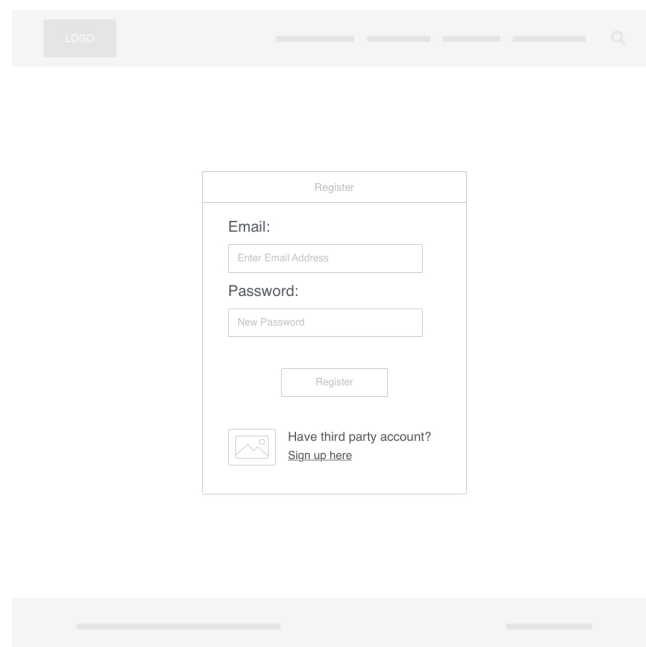 LOGO
Register
Email:
Enter Email Address
Password:
New Password
Register
Have third party account?
Sign up here